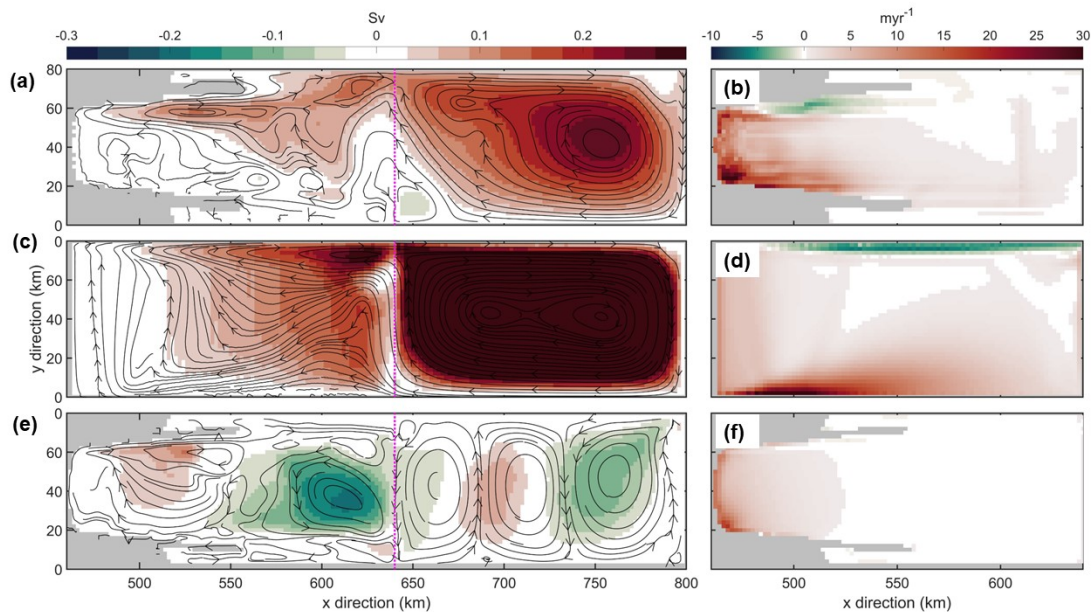 Sv
myr⁻¹
-0.3 -0.2 -0.1 0 0.1 0.2
-10 -5 0 5 10 15 20 25 30
(a)
80
60
40
20
0
(b)
(c)
0
60
40
20
0
y direction (km)
(d)
(e)
0
60
40
20
0
(f)
500 550 600 650 700 750 800
500 550 600
x direction (km)
x direction (km)